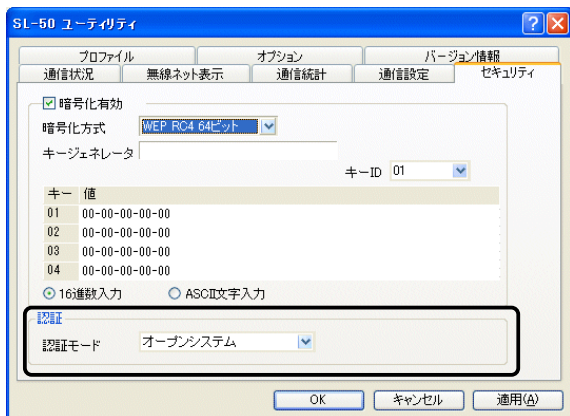 SL-50 ユーティリティ
プロファイル オプション バージョン情報
通信状況 無線ネット表示 通信統計 通信設定 セキュリティ
暗号化有効
暗号化方式 WEP RC4 64ビット
キージェネレータ
キーID 01
キー 値
01 00-00-00-00-00
02 00-00-00-00-00
03 00-00-00-00-00
04 00-00-00-00-00
16進数入力 ASCII文字入力
認証
認証モード オープンシステム
OK キャンセル 適用(A)